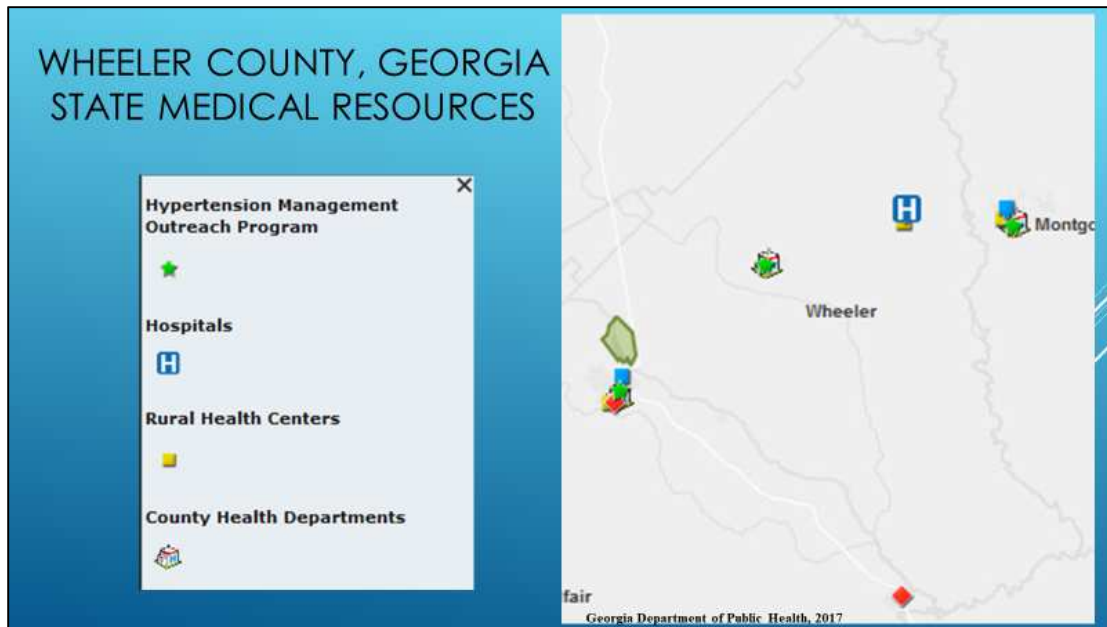 WHEELER COUNTY, GEORGIA
STATE MEDICAL RESOURCES
Hypertension Management
Outreach Program
Hospitals
H
Rural Health Centers
County Health Departments
H
Montgo
Wheeler
fair
Georgia Department of Public Health, 2017